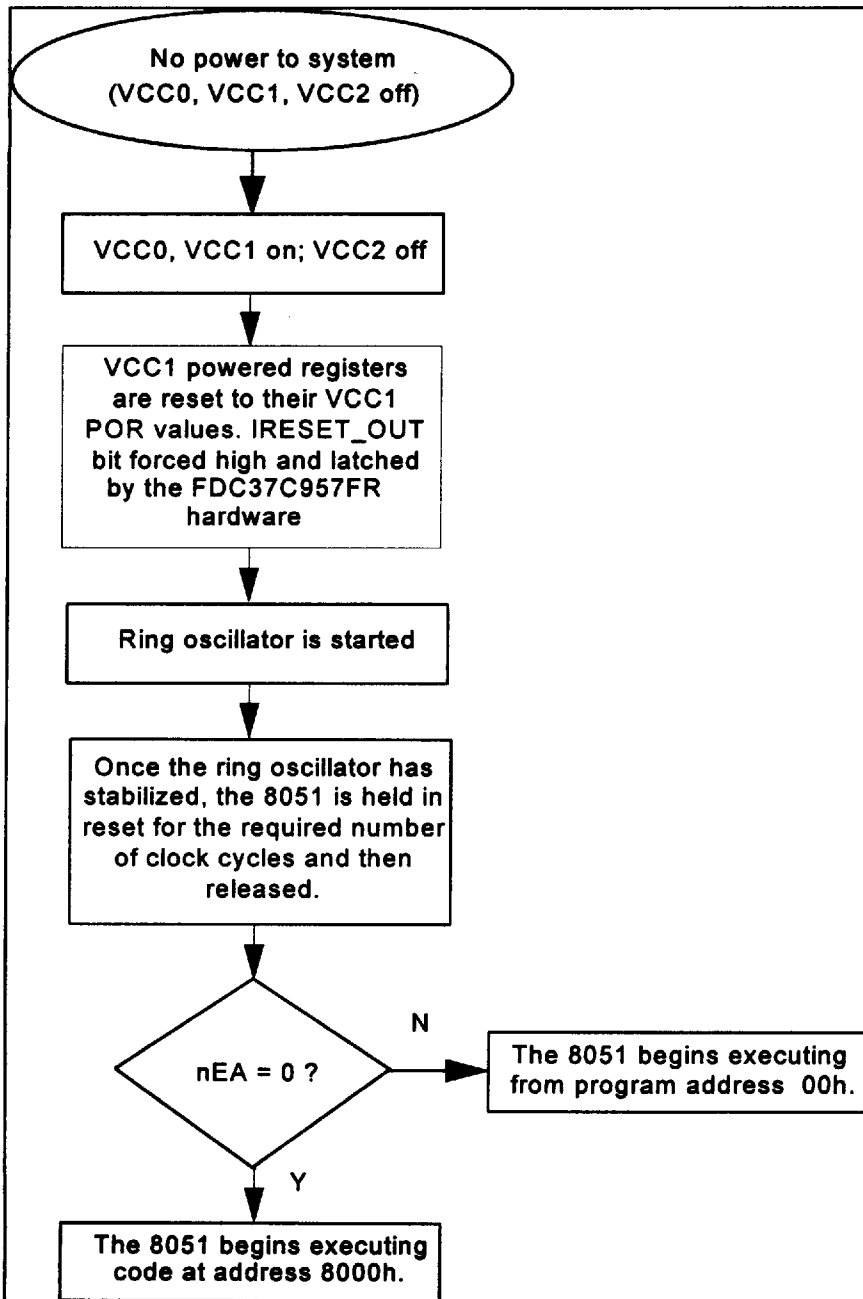 No power to system
(VCC0, VCC1, VCC2 off)
VCC0, VCC1 on; VCC2 off
VCC1 powered registers
are reset to their VCC1
POR values. IRESET_OUT
bit forced high and latched
by the FDC37C957FR
hardware
Ring oscillator is started
Once the ring oscillator has
stabilized, the 8051 is held in
reset for the required number
of clock cycles and then
released.
nEA = 0 ?
N
The 8051 begins executing
from program address 00h.
Y
The 8051 begins executing
code at address 8000h.